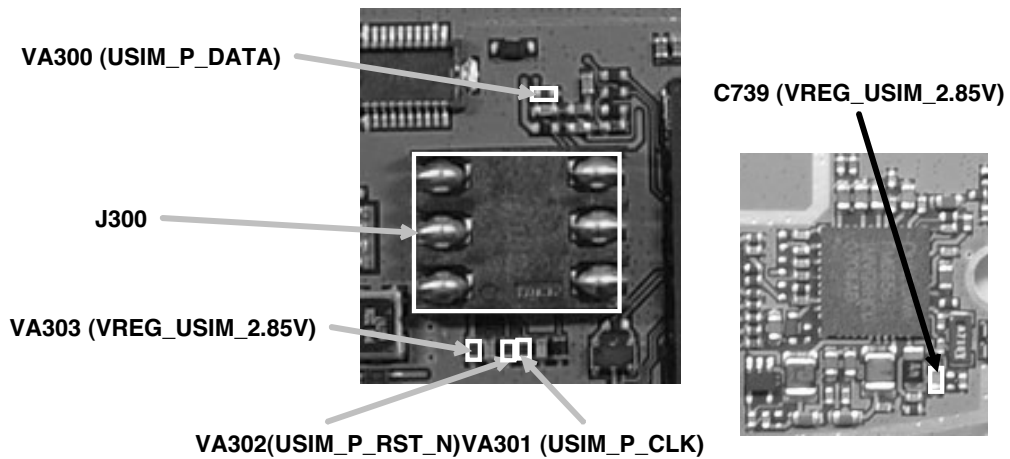 VA300 (USIM_P_DATA)
C739 (VREG_USIM_2.85V)
J300
VA303 (VREG_USIM_2.85V)
VA302(USIM_P_RST_N)VA301 (USIM_P_CLK)